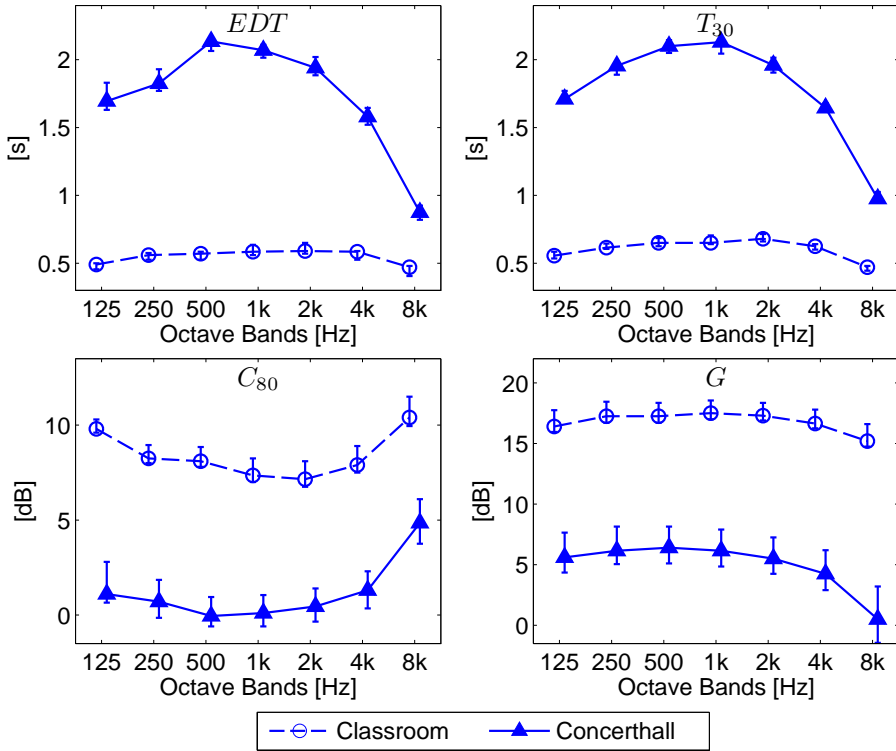 EDT
2
1.5
1
0.5
[s]
125 250 500 1k 2k 4k 8k
Octave Bands [Hz]
T30
2
1.5
1
0.5
[s]
125 250 500 1k 2k 4k 8k
Octave Bands [Hz]
C80
10
5
0
[dB]
125 250 500 1k 2k 4k 8k
Octave Bands [Hz]
G
20
15
10
5
0
[dB]
125 250 500 1k 2k 4k 8k
Octave Bands [Hz]
Classroom Concerthall